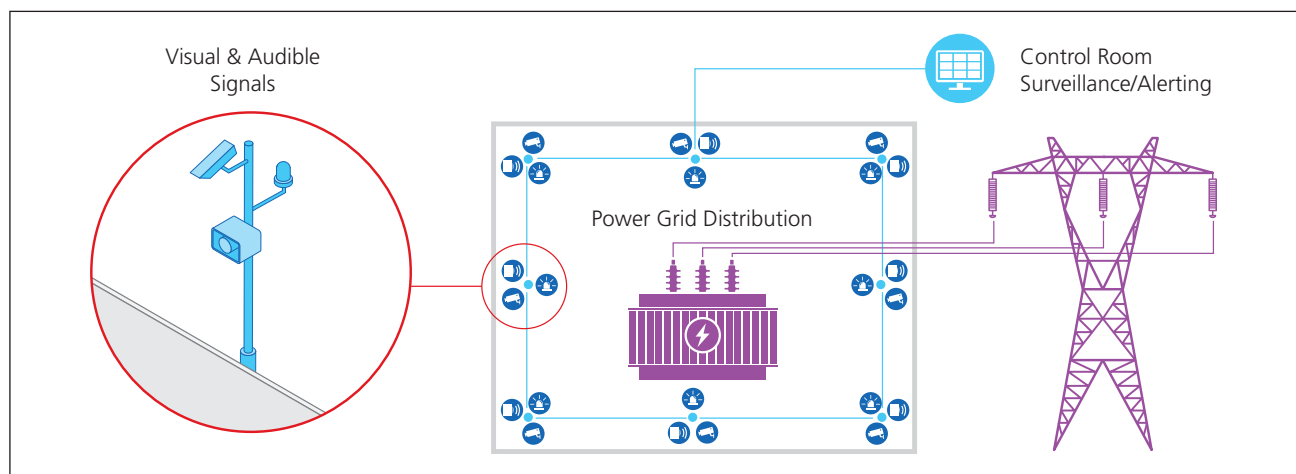 Visual & Audible
Signals
Control Room
Surveillance/Alerting
Power Grid Distribution